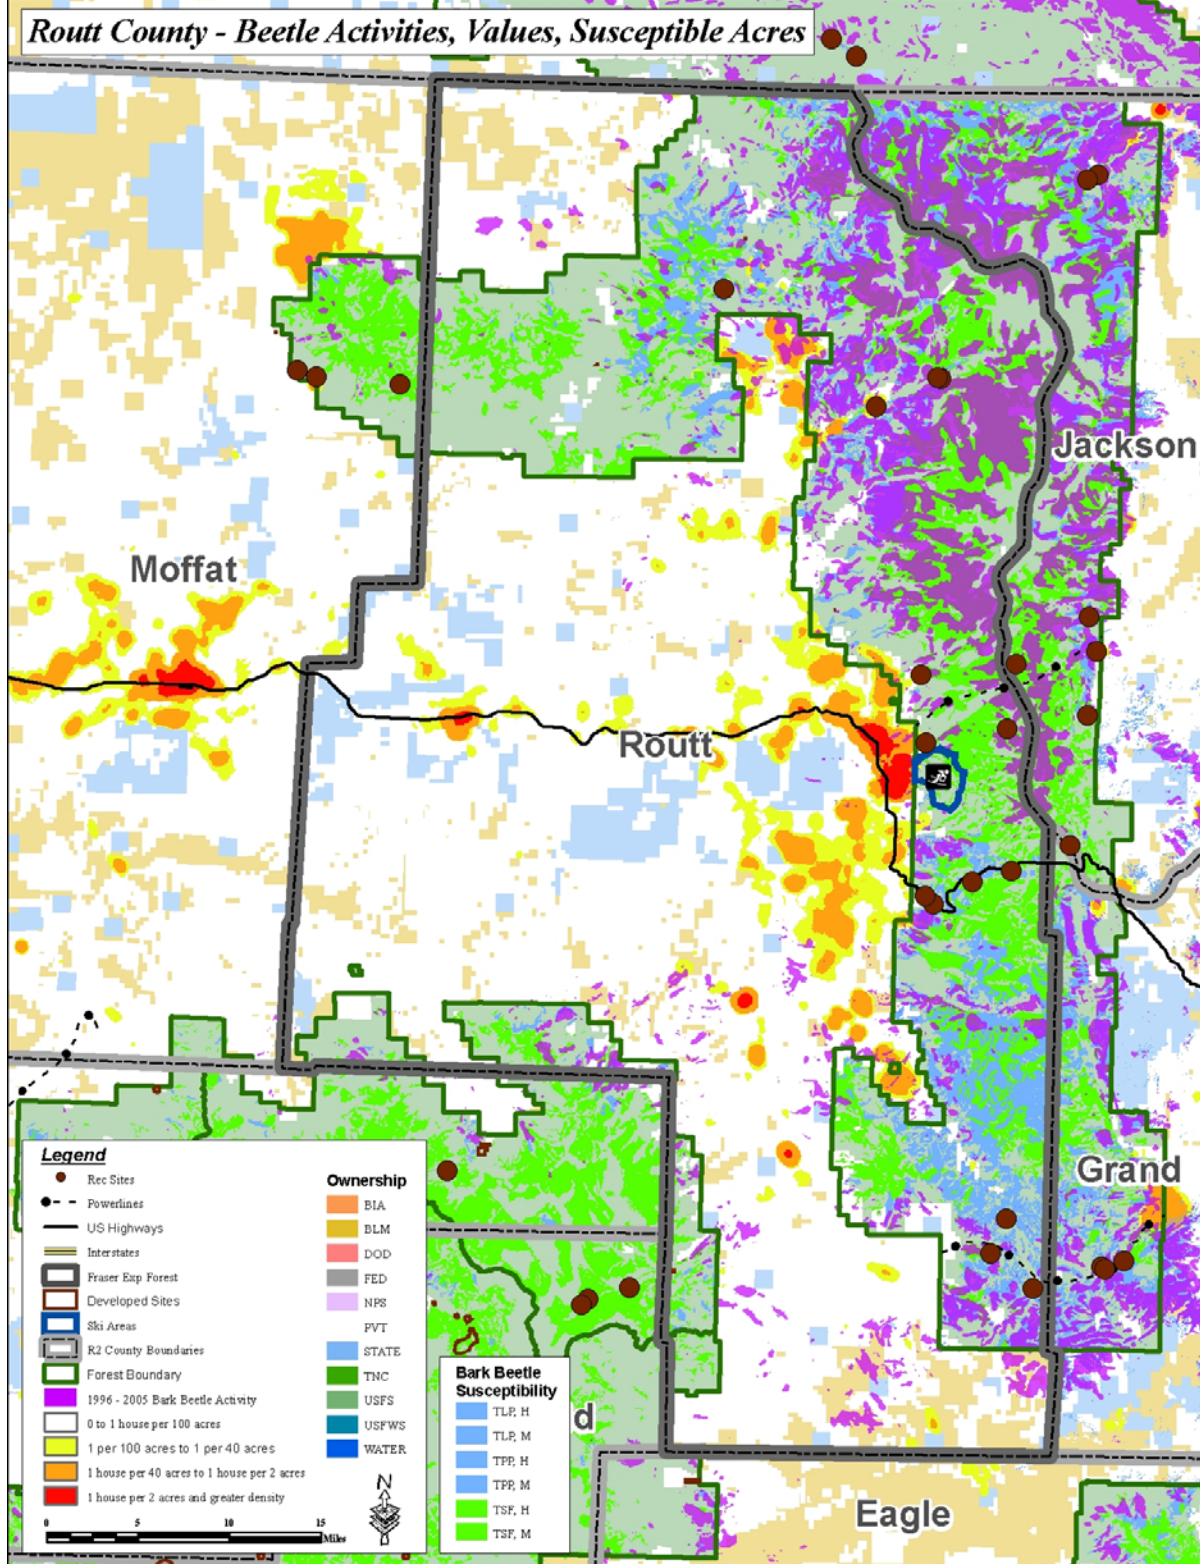 Routt County - Beetle Activities, Values, Susceptible Acres
Jackson
Moffat
Routt
Grand
d
Eagle
Legend
Rec Sites
Powerlines
US Highways
Interstates
Fraser Exp Forest
Developed Sites
Ski Areas
R2 County Boundaries
Forest Boundary
1996 - 2005 Bark Beetle Activity
0 to 1 house per 100 acres
1 per 100 acres to 1 per 40 acres
1 house per 40 acres to 1 house per 2 acres
1 house per 2 acres and greater density
0 5 10 15
Miles
Ownership
BIA
BLM
DOD
FED
NPS
PVT
STATE
TNC
USFS
USFWS
WATER
N
Bark Beetle
Susceptibility
TLP, H
TLP, M
TPP, H
TPP, M
TSF, H
TSF, M